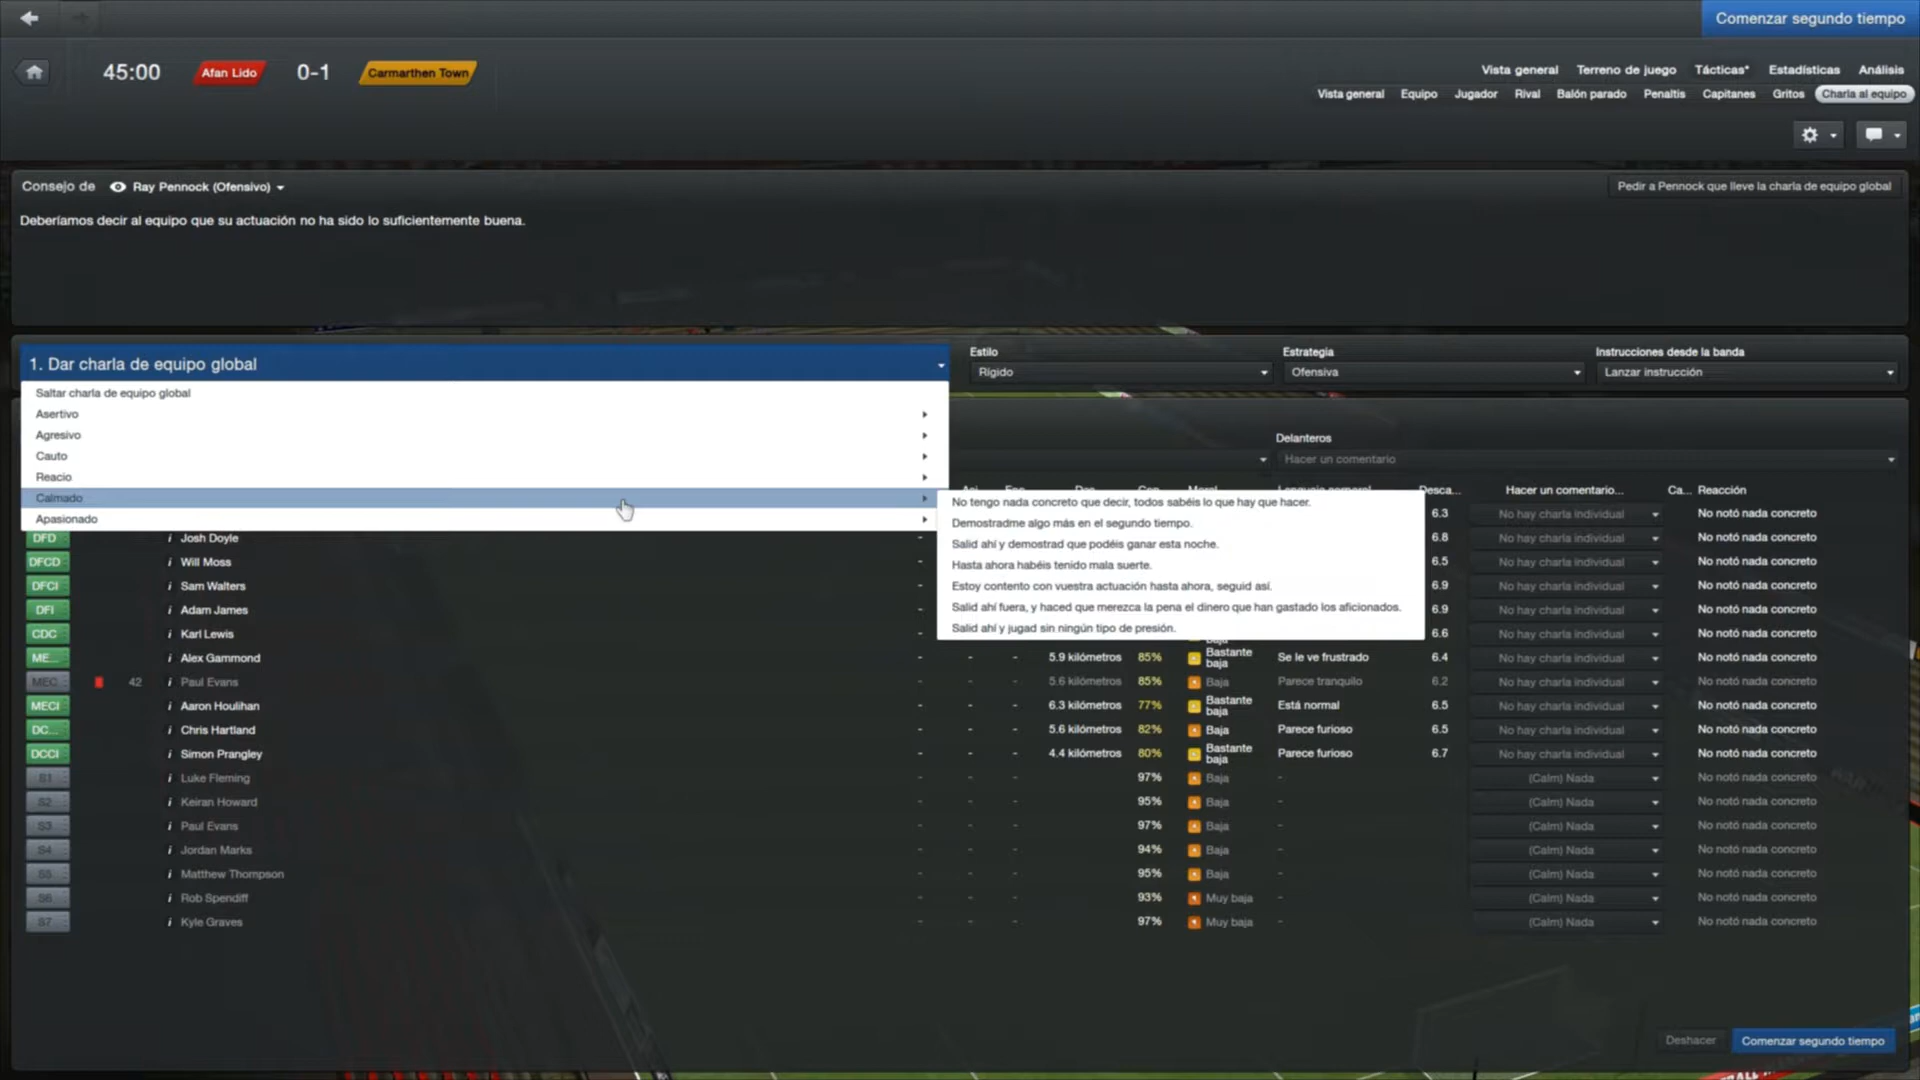 Comenzar segundo tiempo
45:00 Afan Lido 0-1 Carmarthen Town
Vista general Terreno de juego Tácticas* Estadísticas Análisis
Vista general Equipo Jugador Rival Balón parado Penaltis Capitanes Gritos Charla al equipo
Consejo de Ray Pennock (Ofensivo)
Pedir a Pennock que lleve la charla de equipo global
Deberíamos decir al equipo que su actuación no ha sido lo suficientemente buena.
1. Dar charla de equipo global
Estilo Estrategia Instrucciones desde la banda
Rígido Ofensiva Lanzar instrucción
Saltar charla de equipo global
Asertivo
Agresivo
Cauto
Reacio
Calmado
Apasionado
Delanteros
Hacer un comentario
Desca... Hacer un comentario... Ca... Reacción
No tengo nada concreto que decir, todos sabéis lo que hay que hacer.
Demostradme algo más en el segundo tiempo.
Salid ahí y demostrad que podéis ganar esta noche.
Hasta ahora habéis tenido mala suerte.
Estoy contento con vuestra actuación hasta ahora, seguid así.
Salid ahí fuera, y haced que merezca la pena el dinero que han gastado los aficionados.
Salid ahí y jugad sin ningún tipo de presión.
6.3 No hay charla individual No notó nada concreto
DFD i Josh Doyle - 6.8 No hay charla individual No notó nada concreto
DFCD i Will Moss - 6.5 No hay charla individual No notó nada concreto
DFCI i Sam Walters - 6.9 No hay charla individual No notó nada concreto
DFI i Adam James - 6.9 No hay charla individual No notó nada concreto
CDC i Karl Lewis - 6.6 No hay charla individual No notó nada concreto
ME... i Alex Gammond - - - 5.9 kilómetros 85% Bastante baja Se le ve frustrado 6.4 No hay charla individual No notó nada concreto
MEC 42 i Paul Evans - - - 5.6 kilómetros 85% Baja Parece tranquilo 6.2 No hay charla individual No notó nada concreto
MECI i Aaron Houlihan - - - 6.3 kilómetros 77% Bastante baja Está normal 6.5 No hay charla individual No notó nada concreto
DC... i Chris Hartland - - - 5.6 kilómetros 82% Baja Parece furioso 6.5 No hay charla individual No notó nada concreto
DCCI i Simon Prangley - - - 4.4 kilómetros 80% Bastante baja Parece furioso 6.7 No hay charla individual No notó nada concreto
S1 i Luke Fleming - - - 97% Baja - (Calm) Nada No notó nada concreto
S2 i Keiran Howard - - - 95% Baja - (Calm) Nada No notó nada concreto
S3 i Paul Evans - - - 97% Baja - (Calm) Nada No notó nada concreto
S4 i Jordan Marks - - - 94% Baja - (Calm) Nada No notó nada concreto
S5 i Matthew Thompson - - - 95% Baja - (Calm) Nada No notó nada concreto
S6 i Rob Spendiff - - - 93% Muy baja - (Calm) Nada No notó nada concreto
S7 i Kyle Graves - - - 97% Muy baja - (Calm) Nada No notó nada concreto
Deshacer Comenzar segundo tiempo